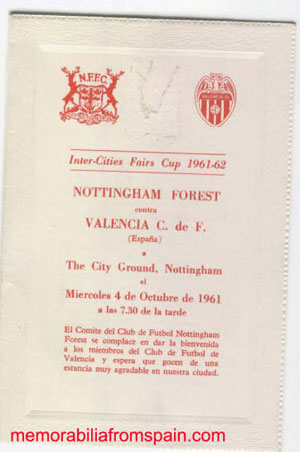 N.F.F.C.
VALENCIA C.F.
Inter-Cities Fairs Cup 1961-62
NOTTINGHAM FOREST
contra
VALENCIA C. de F.
(España)
The City Ground, Nottingham
el
Miercoles 4 de Octubre de 1961
a las 7.30 de la tarde
El Comite del Club de Futbol Nottingham
Forest se complace en dar la bienvenida
a los miembros del Club de Futbol de
Valencia y espera que gocen de una
estancia muy agradable en nuestra ciudad.
memorabiliafromspain.com